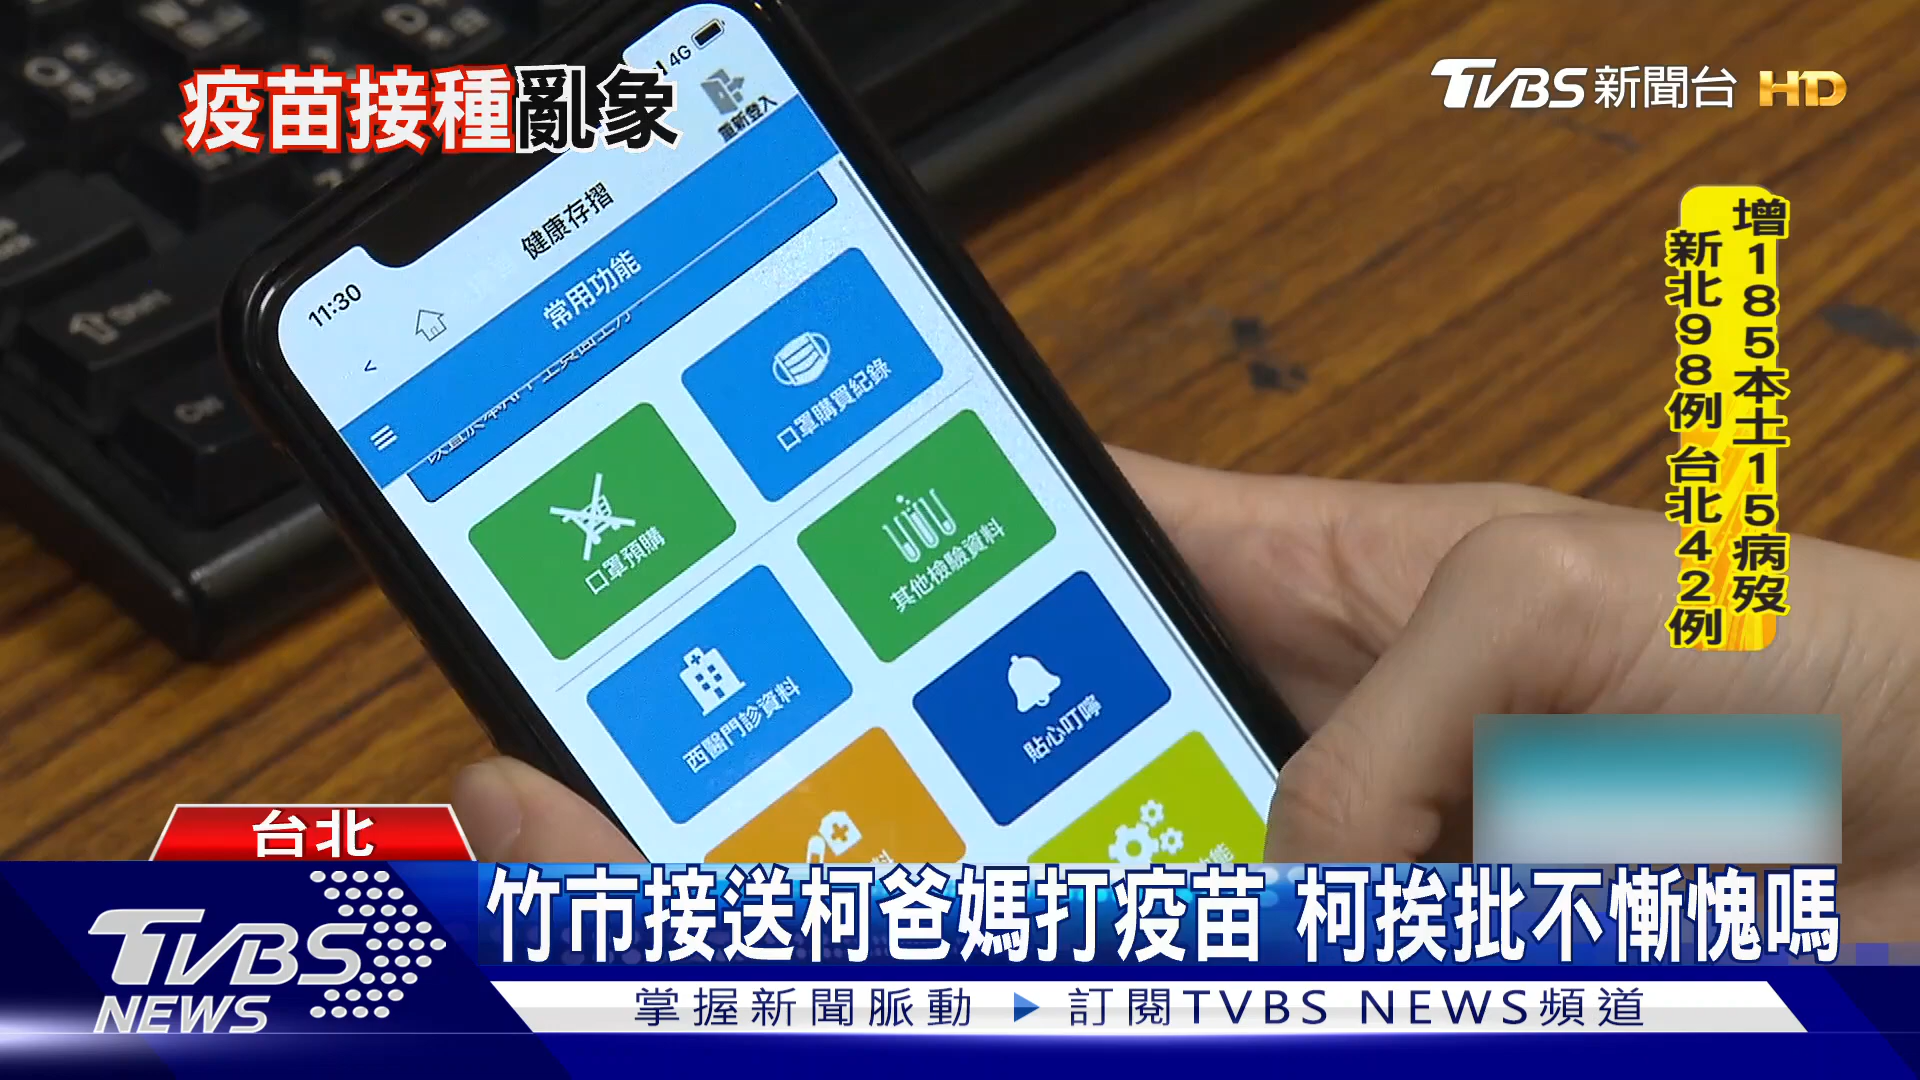 疫苗接種亂象
TVBS新聞台 HD
增185本土15病歿
新北98例 台北42例
4G
重新登入
11:30
健康存摺
<
常用功能
口罩購買紀錄
口罩預購
其他檢驗資料
西醫門診資料
貼心叮嚀
台北
竹市接送柯爸媽打疫苗 柯挨批不慚愧嗎
TVBS NEWS
掌握新聞脈動 ▶ 訂閱TVBS NEWS頻道